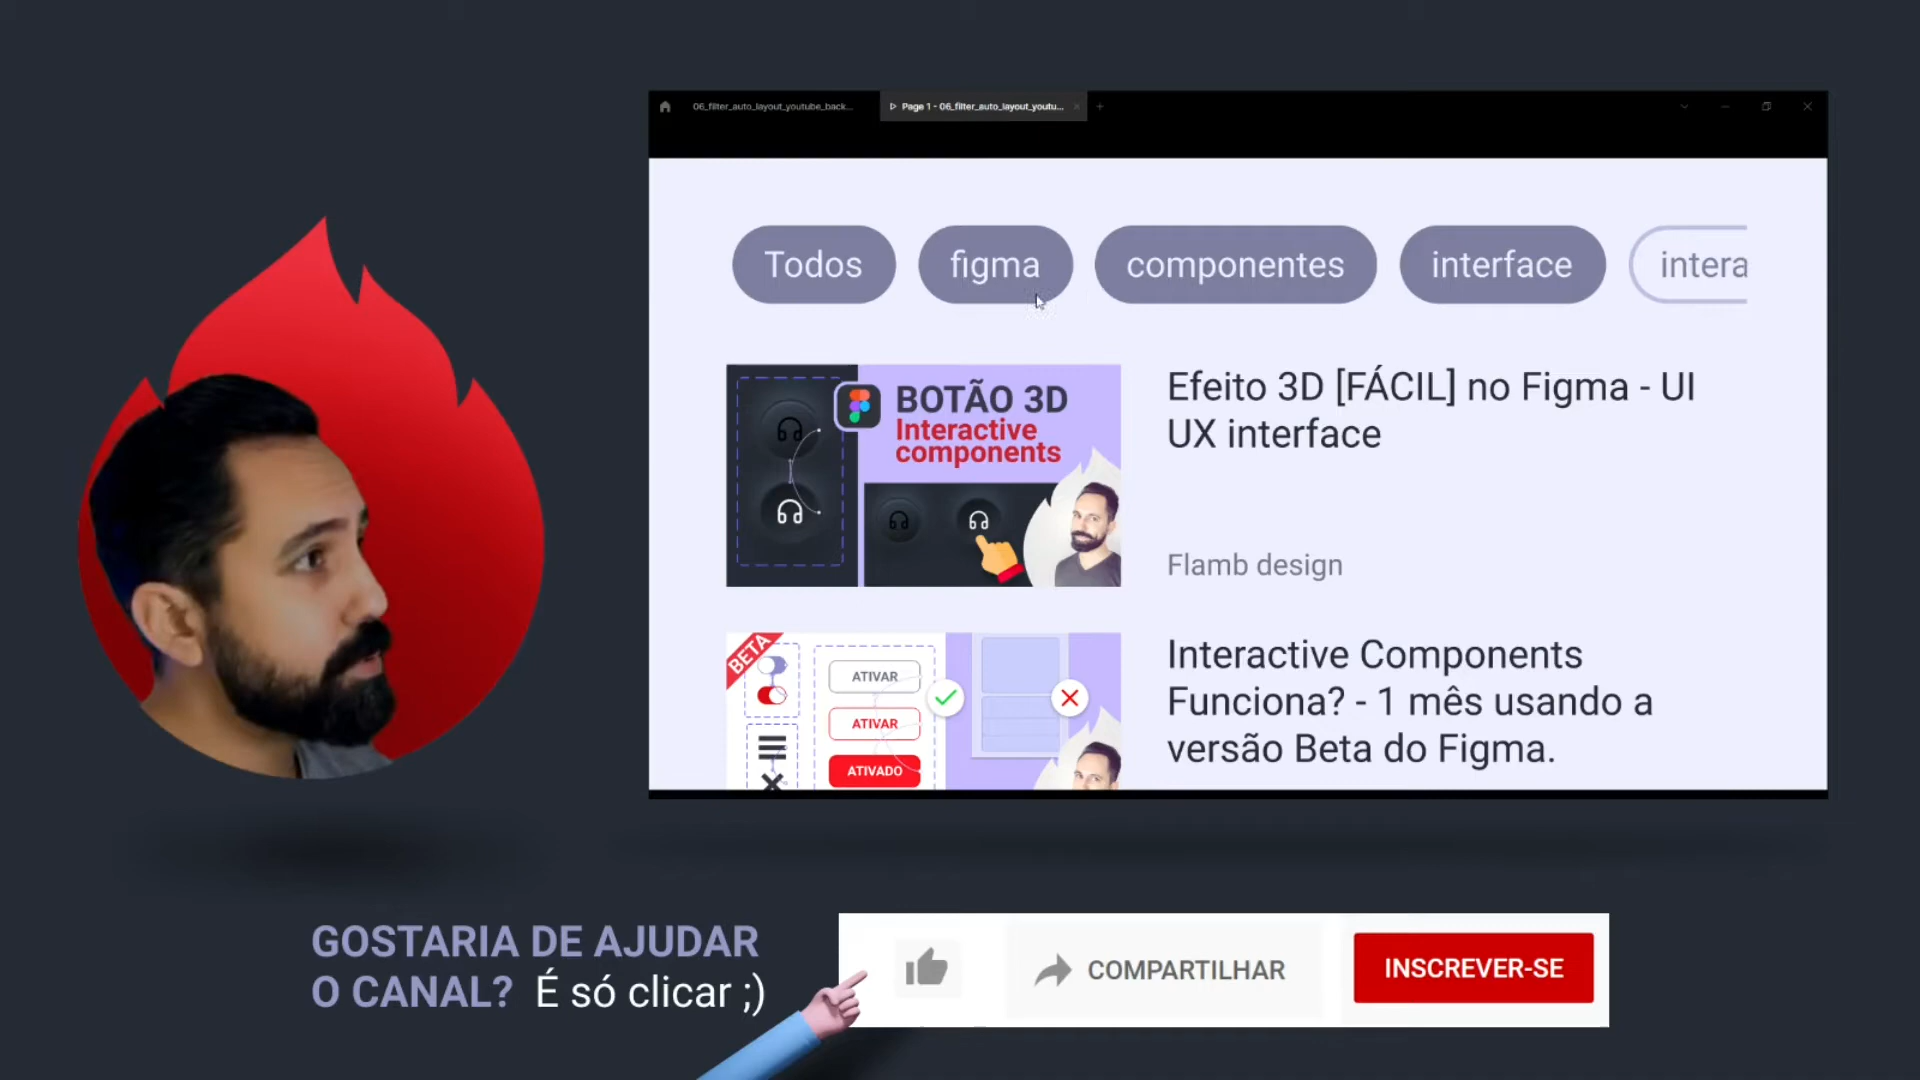 06_filter_auto_layout_youtube_back...
Page 1 - 06_filter_auto_layout_youtu...
Todos
figma
componentes
interface
intera
BOTÃO 3D
Interactive
components
Efeito 3D [FÁCIL] no Figma - UI
UX interface
Flamb design
BETA
ATIVAR
ATIVAR
ATIVADO
Interactive Components
Funciona? - 1 mês usando a
versão Beta do Figma.
GOSTARIA DE AJUDAR
O CANAL? É só clicar ;)
COMPARTILHAR
INSCREVER-SE